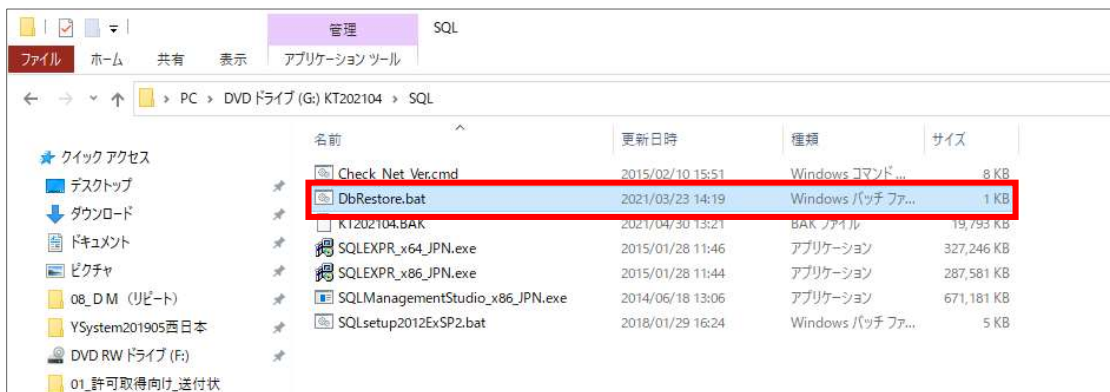 管理 SQL
ファイル ホーム 共有 表示 アプリケーション ツール
PC > DVD ドライブ (G:) KT202104 > SQL
名前 更新日時 種類 サイズ
クイック アクセス
デスクトップ
ダウンロード
ドキュメント
ピクチャ
08_ＤＭ（リピート）
YSystem201905西日本
DVD RW ドライブ (F:)
01_許可取得向け_送付状
Check_Net_Ver.cmd 2015/02/10 15:51 Windows コマンド ... 8 KB
DbRestore.bat 2021/03/23 14:19 Windows バッチ ファ... 1 KB
KT202104.BAK 2021/04/30 13:21 BAK ファイル 19,793 KB
SQLEXPR_x64_JPN.exe 2015/01/28 11:46 アプリケーション 327,246 KB
SQLEXPR_x86_JPN.exe 2015/01/28 11:44 アプリケーション 287,581 KB
SQLManagementStudio_x86_JPN.exe 2014/06/18 13:06 アプリケーション 671,181 KB
SQLsetup2012ExSP2.bat 2018/01/29 16:24 Windows バッチ ファ... 5 KB